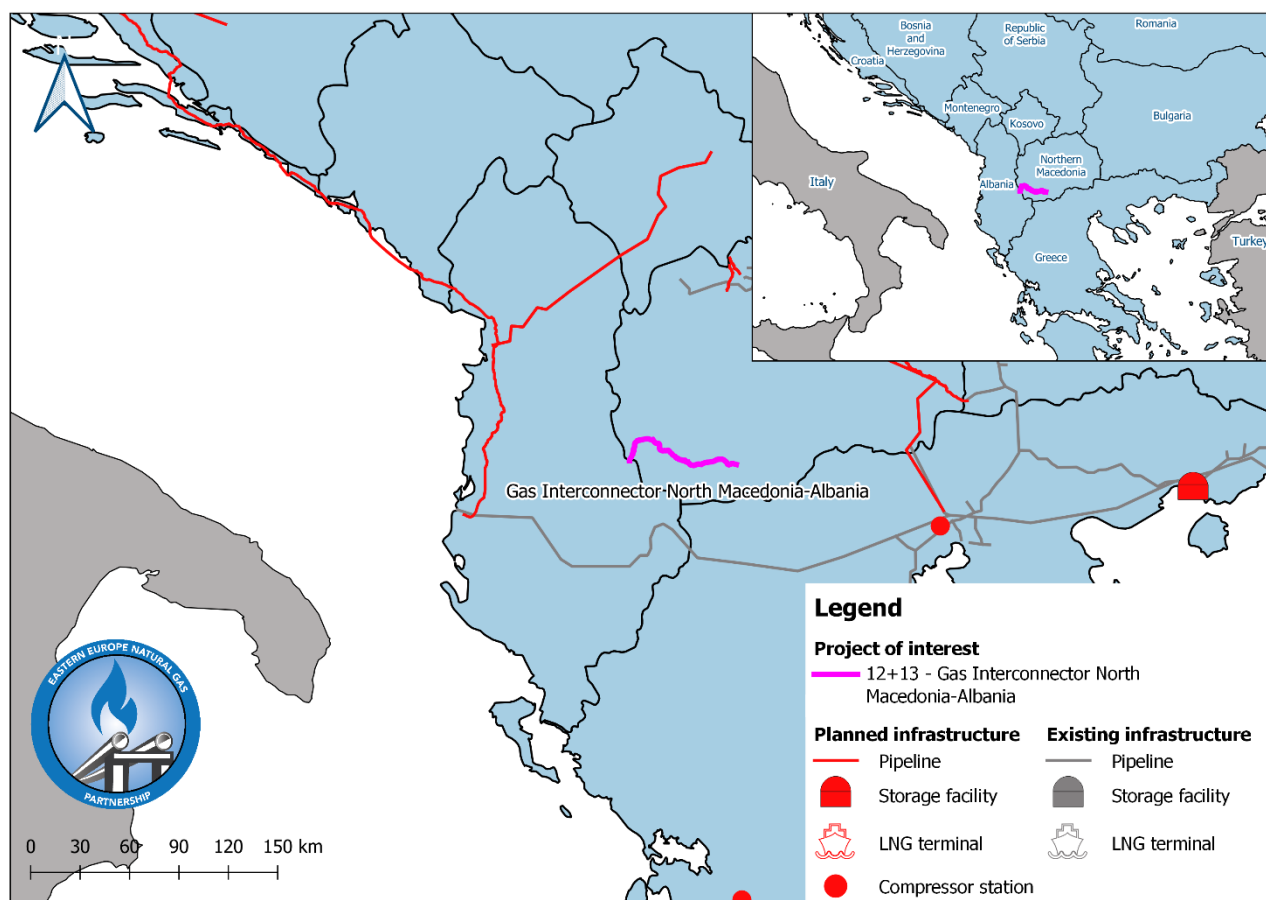 Bosnia
and
Herzegovina
Republic
of Serbia
Romania
Croatia
Montenegro
Kosovo
Bulgaria
Northern
Macedonia
Italy
Albania
Greece
Turkey
Gas Interconnector North Macedonia-Albania
EASTERN EUROPE NATURAL GAS
PARTNERSHIP
0 30 60 90 120 150 km
Legend
Project of interest
12+13 - Gas Interconnector North
Macedonia-Albania
Planned infrastructure
Pipeline
Storage facility
LNG terminal
Compressor station
Existing infrastructure
Pipeline
Storage facility
LNG terminal